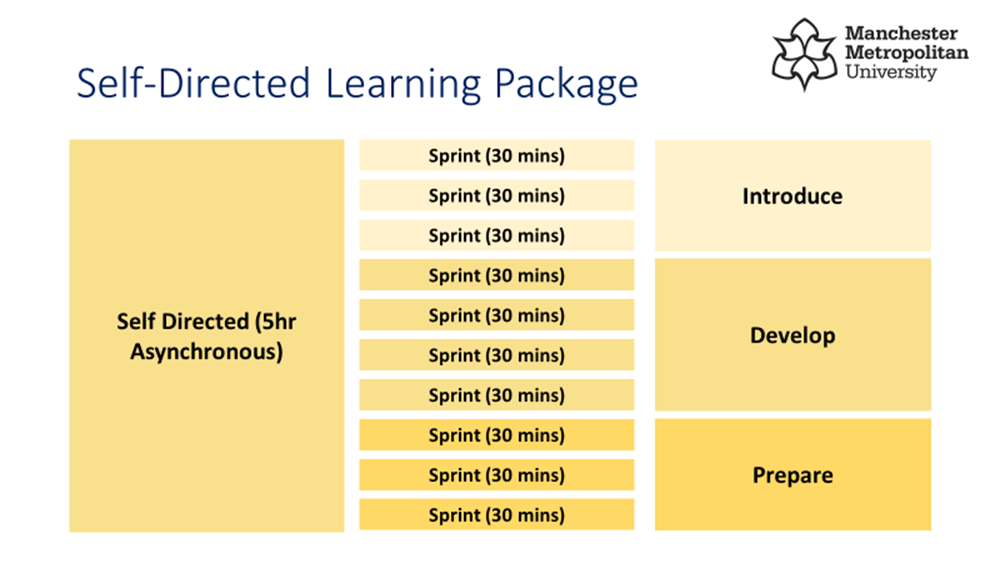 Manchester
Metropolitan
University
Self-Directed Learning Package
Self Directed (5hr
Asynchronous)
Sprint (30 mins)
Sprint (30 mins)
Sprint (30 mins)
Sprint (30 mins)
Sprint (30 mins)
Sprint (30 mins)
Sprint (30 mins)
Sprint (30 mins)
Sprint (30 mins)
Sprint (30 mins)
Introduce
Develop
Prepare